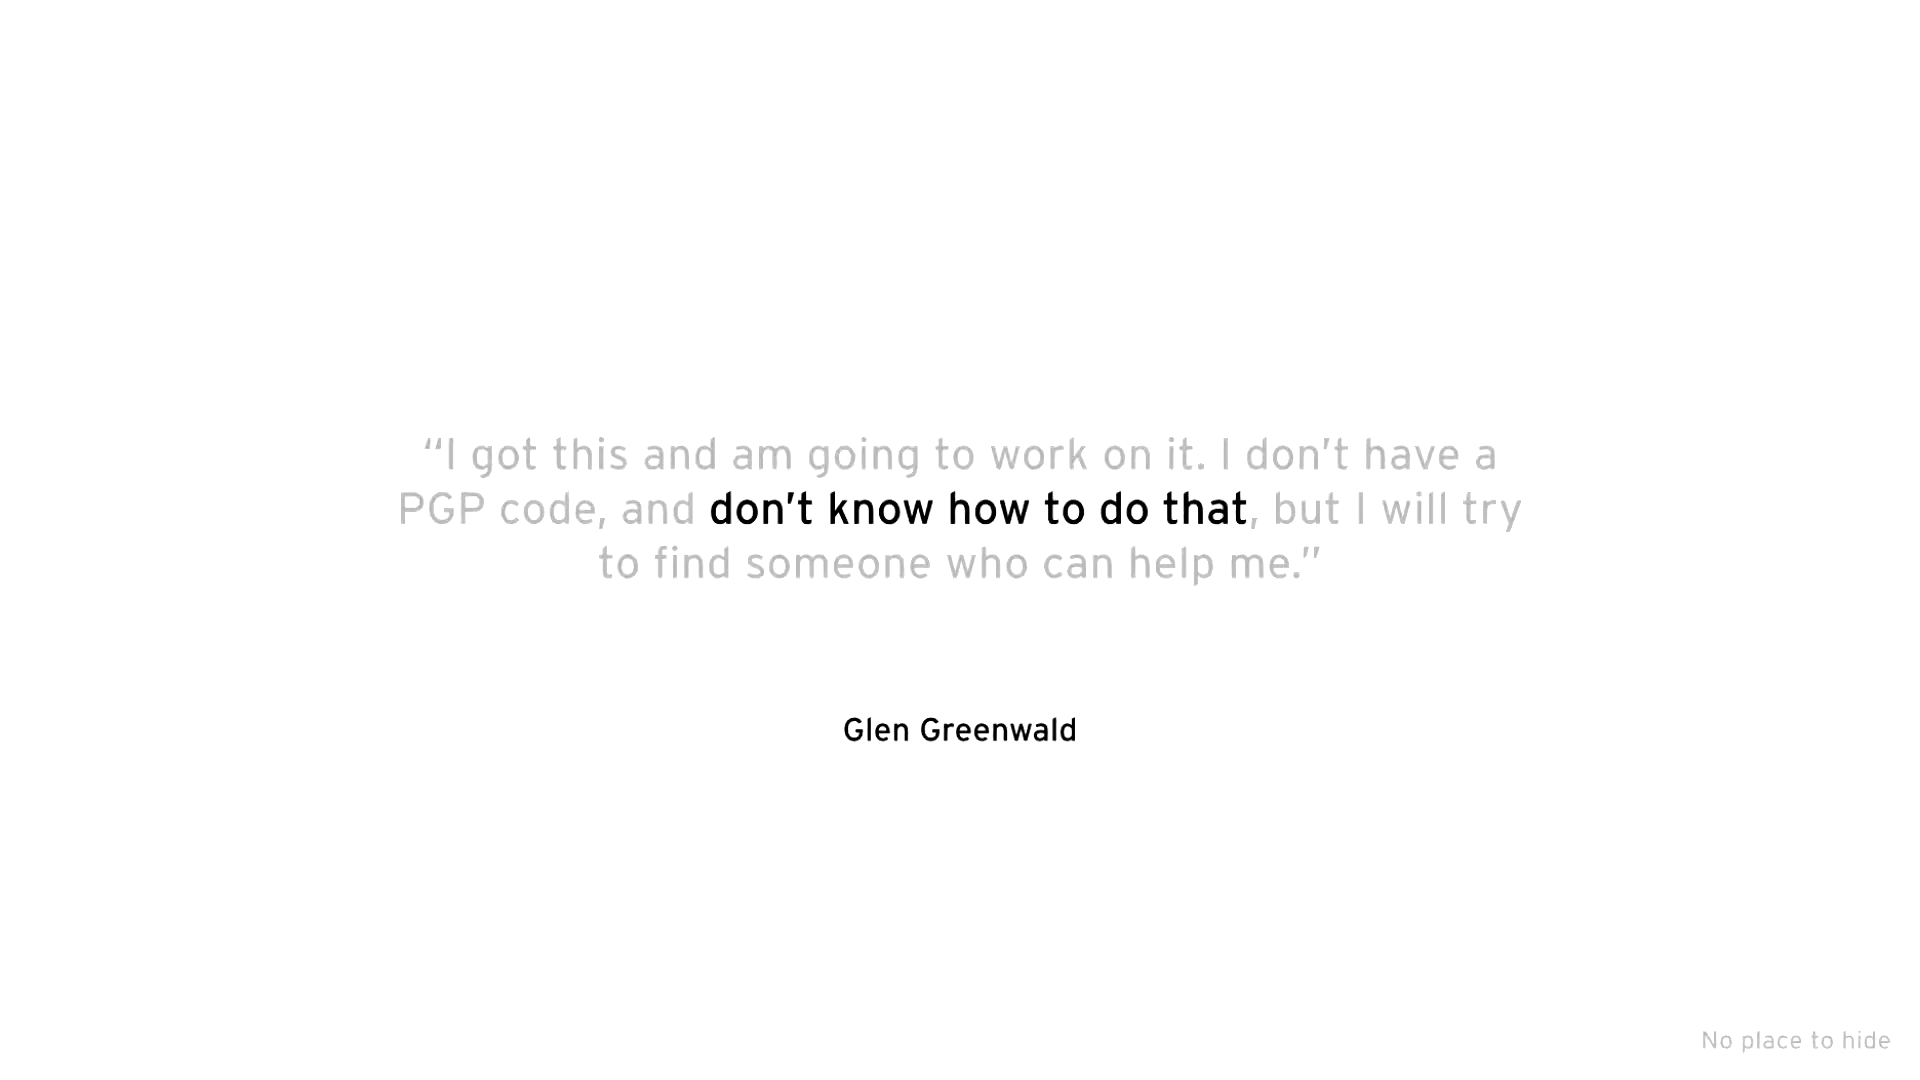 “I got this and am going to work on it. I don’t have a
PGP code, and don’t know how to do that, but I will try
to find someone who can help me.”
Glen Greenwald
No place to hide